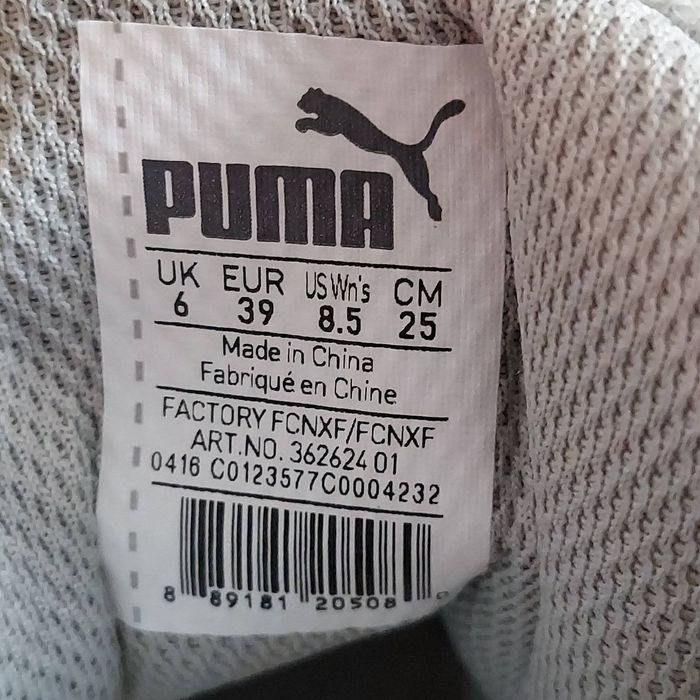 PUMA
UK EUR US Wn's CM
6 39 8.5 25
Made in China
Fabriqué en Chine
FACTORY FCNXF/FCNXF
ART.NO. 362624 01
0416 C0123577C0004232
8 89181 20508